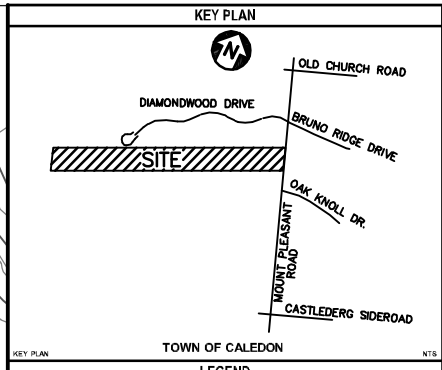 KEY PLAN
N
OLD CHURCH ROAD
DIAMONDWOOD DRIVE
BRUNO RIDGE DRIVE
SITE
OAK KNOLL DR.
MOUNT PLEASANT
ROAD
CASTLEDERG SIDEROAD
TOWN OF CALEDON
KEY PLAN
NTS
LEGEND